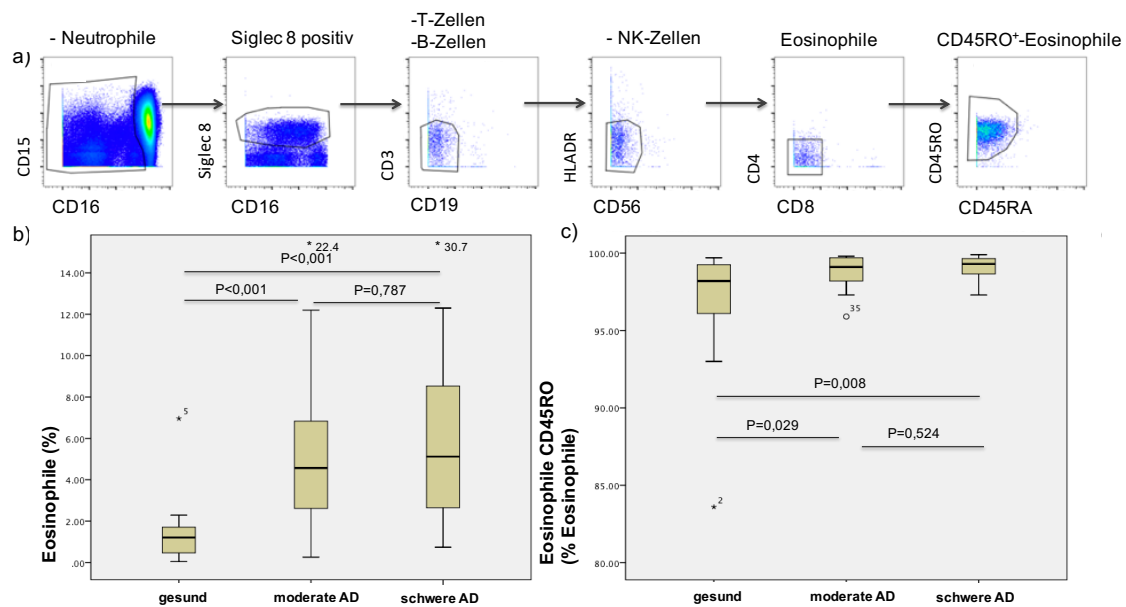 - Neutrophile
Siglec 8 positiv
-T-Zellen
-B-Zellen
- NK-Zellen
Eosinophile
CD45RO⁺-Eosinophile
a)
CD15
CD16
Siglec 8
CD16
CD3
CD19
HLADR
CD56
CD4
CD8
CD45RO
CD45RA
b)
Eosinophile (%)
14.00
12.00
10.00
8.00
6.00
4.00
2.00
.00
* 22.4
* 30.7
P<0,001
P<0,001
P=0,787
* 5
gesund
moderate AD
schwere AD
c)
Eosinophile CD45RO
(% Eosinophile)
100.00
95.00
90.00
85.00
80.00
35
P=0,008
P=0,029
P=0,524
* 2
gesund
moderate AD
schwere AD